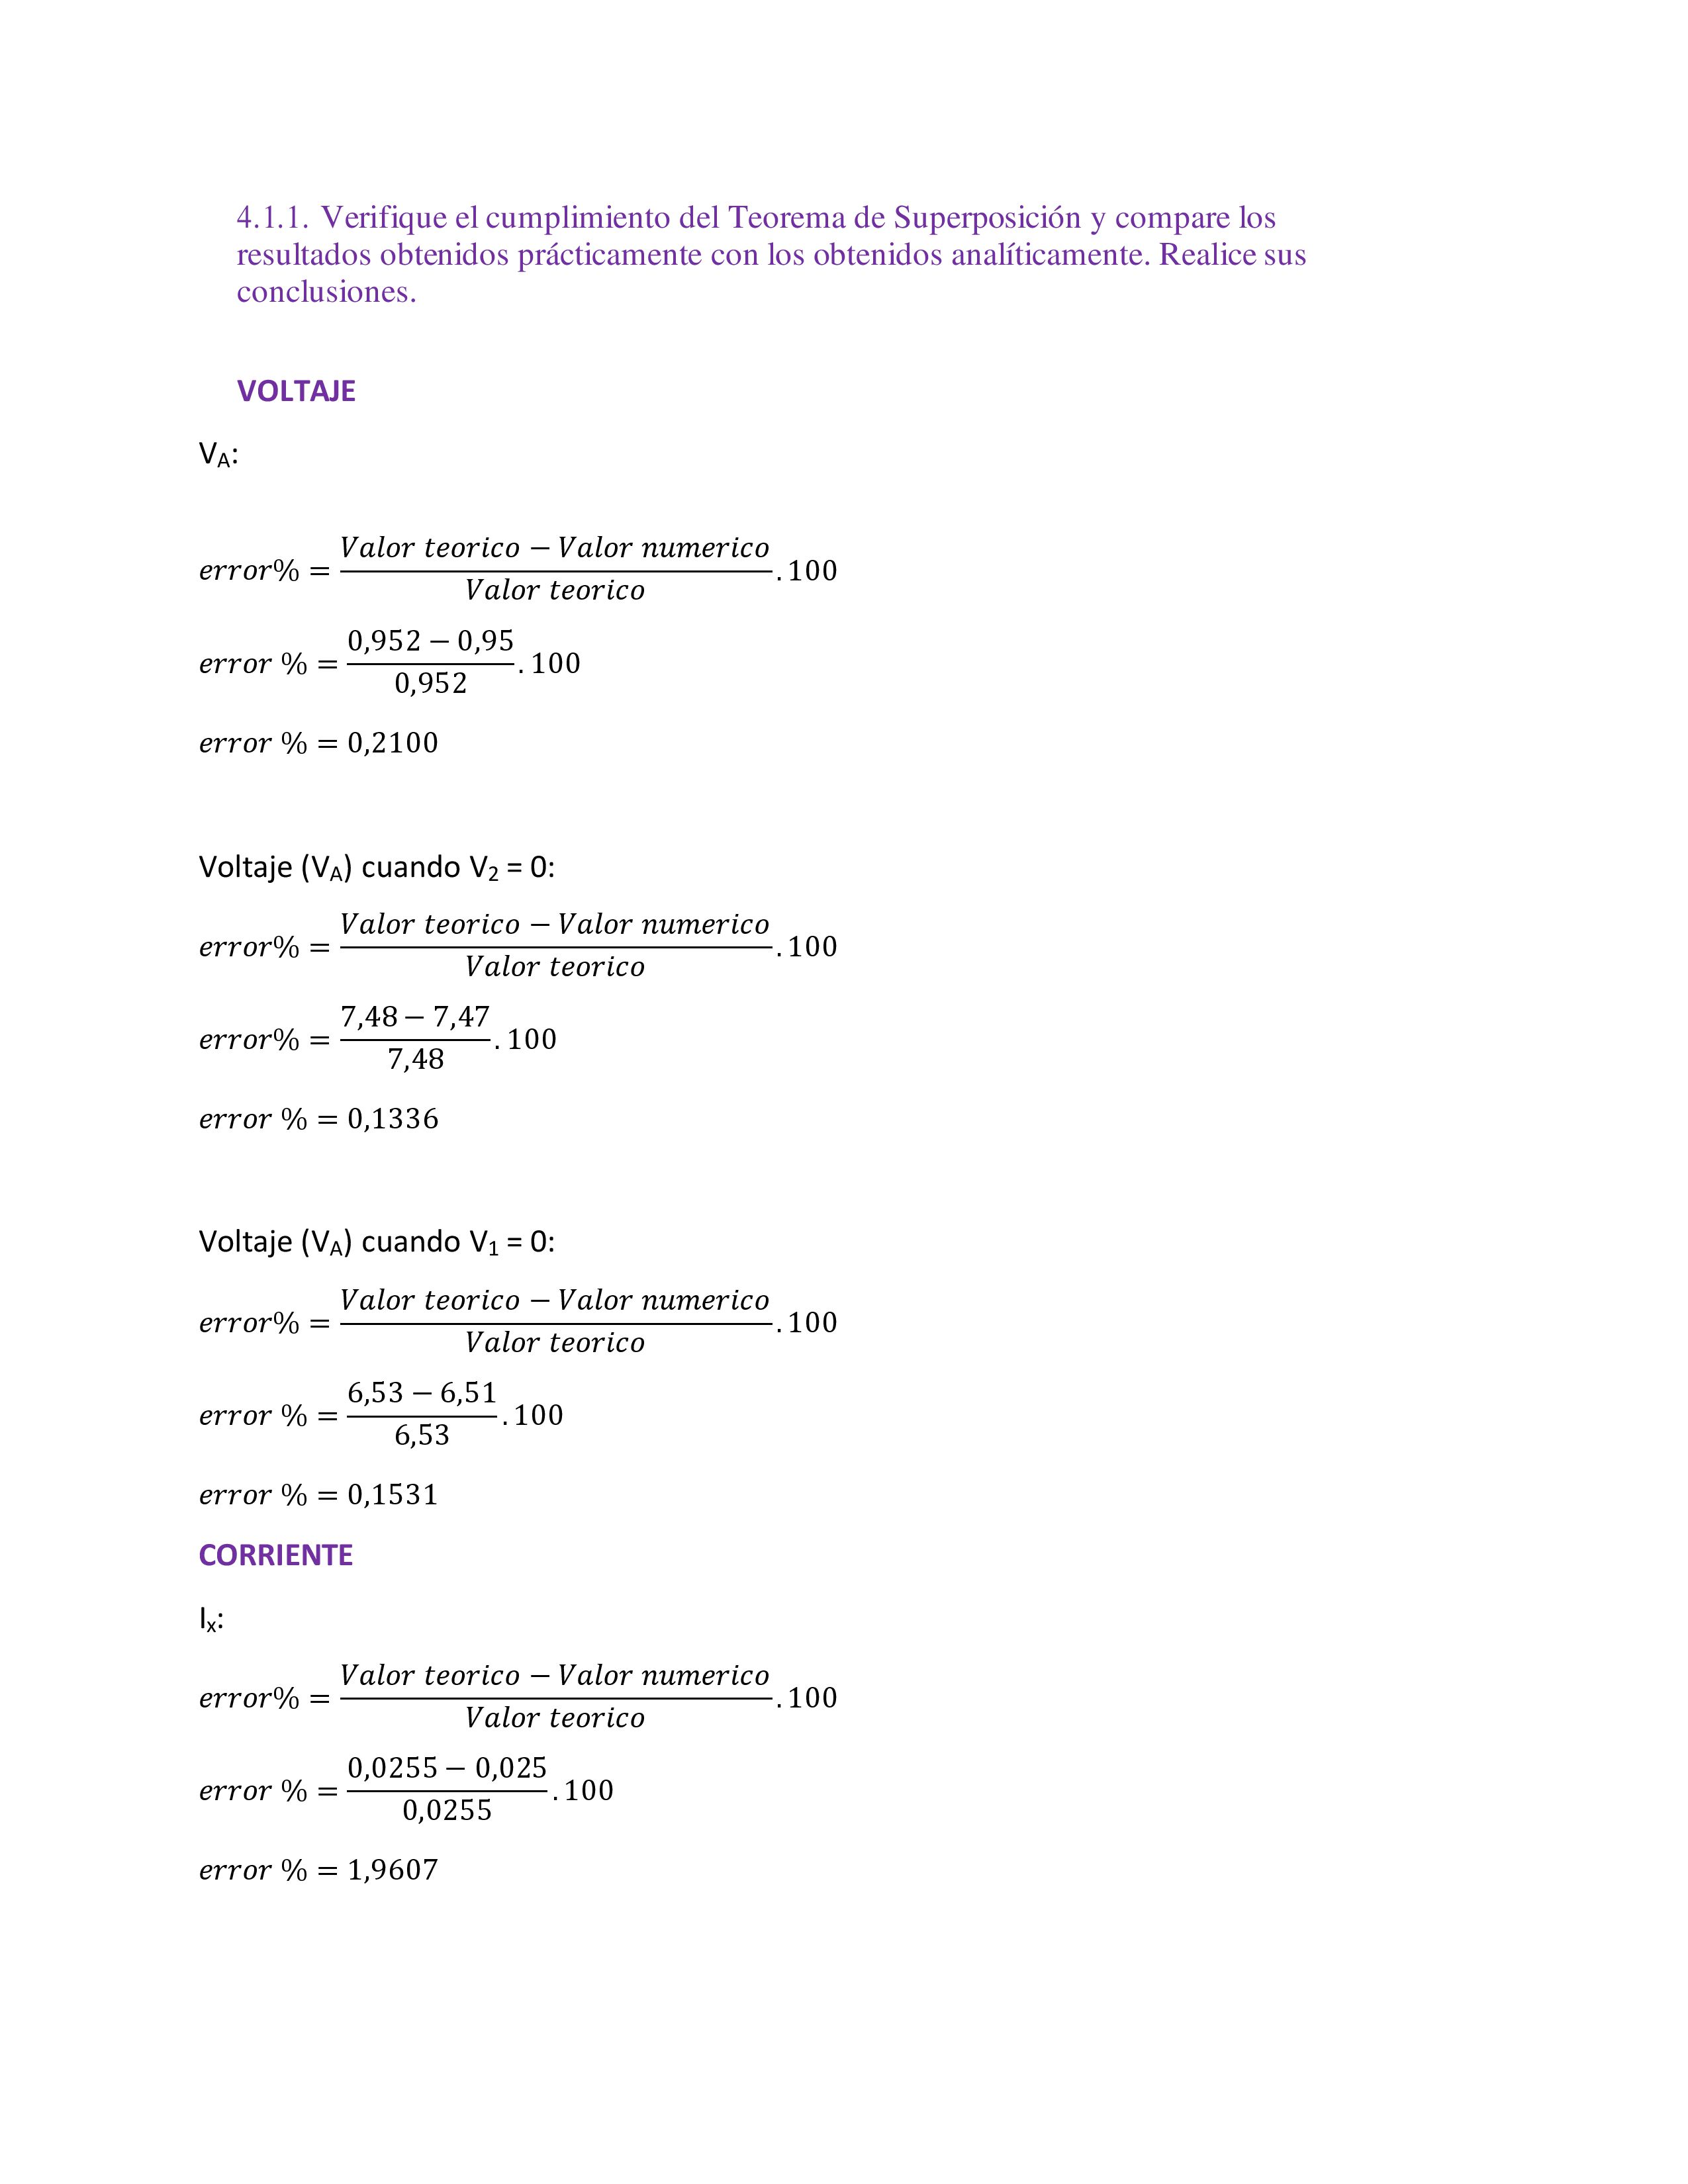 4.1.1. Verifique el cumplimiento del Teorema de Superposición y compare los
resultados obtenidos prácticamente con los obtenidos analíticamente. Realice sus
conclusiones.
VOLTAJE
V_A:
error% = \frac{Valor teorico − Valor numerico}{Valor teorico}. 100
error % = \frac{0,952 − 0,95}{0,952}. 100
error % = 0,2100
Voltaje (V_A) cuando V_2 = 0:
error% = \frac{Valor teorico − Valor numerico}{Valor teorico}. 100
error% = \frac{7,48 − 7,47}{7,48}. 100
error % = 0,1336
Voltaje (V_A) cuando V_1 = 0:
error% = \frac{Valor teorico − Valor numerico}{Valor teorico}. 100
error % = \frac{6,53 − 6,51}{6,53}. 100
error % = 0,1531
CORRIENTE
I_x:
error% = \frac{Valor teorico − Valor numerico}{Valor teorico}. 100
error % = \frac{0,0255 − 0,025}{0,0255}. 100
error % = 1,9607